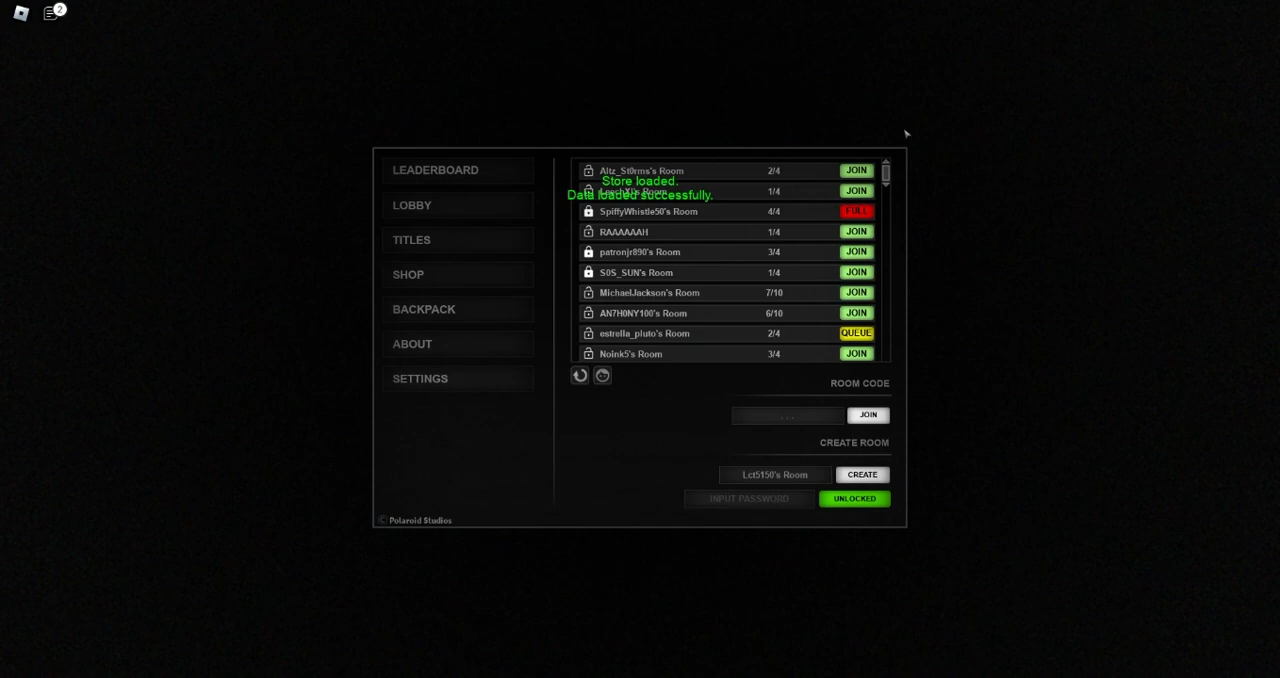 2
LEADERBOARD
LOBBY
TITLES
SHOP
BACKPACK
ABOUT
SETTINGS
Altz_St0rms's Room 2/4 JOIN
Store loaded.
1/4 JOIN
Data loaded successfully.
SpiffyWhistle50's Room 4/4 FULL
RAAAAAAH 1/4 JOIN
patronjr890's Room 3/4 JOIN
S0S_SUN's Room 1/4 JOIN
MichaelJackson's Room 7/10 JOIN
AN7H0NY100's Room 6/10 JOIN
estrella_pluto's Room 2/4 QUEUE
Noink5's Room 3/4 JOIN
ROOM CODE
... JOIN
CREATE ROOM
Lct5150's Room CREATE
INPUT PASSWORD UNLOCKED
© Polaroid Studios